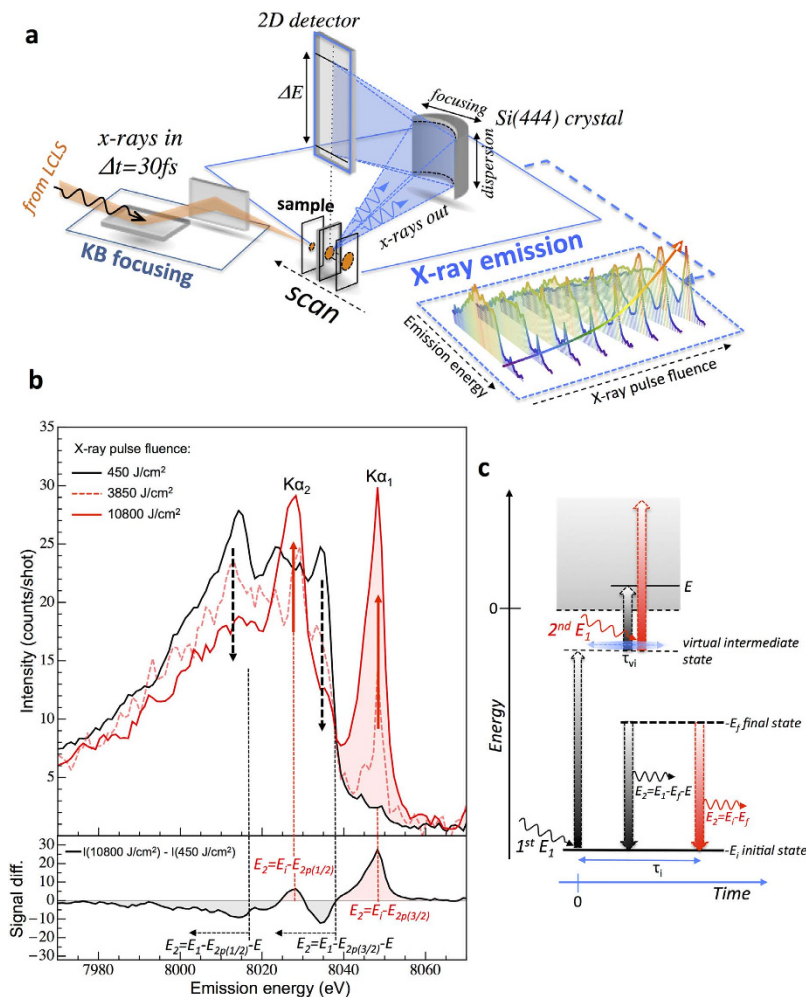 a
2D detector
ΔE
focusing
Si(444) crystal
dispersion
x-rays in
Δt=30fs
from LCLS
sample
x-rays out
KB focusing
scan
X-ray emission
Emission energy
X-ray pulse fluence
b
35
30
25
20
15
10
5
Intensity (counts/shot)
X-ray pulse fluence:
450 J/cm²
3850 J/cm²
10800 J/cm²
Kα₂
Kα₁
30
20
10
0
-10
-20
-30
Signal diff.
I(10800 J/cm²) - I(450 J/cm²)
E₂=Eᵢ-E₂ₚ(1/2)
E₂=Eᵢ-E₂ₚ(3/2)
E₂=E₁-E₂ₚ(1/2)-E
E₂=E₁-E₂ₚ(3/2)-E
7980
8000
8020
8040
8060
Emission energy (eV)
c
Energy
0
E
2nd E₁
virtual intermediate
state
τvi
-Ef final state
E₂=E₁-Ef-E
E₂=Eᵢ-Ef
1st E₁
-Eᵢ initial state
τᵢ
0
Time